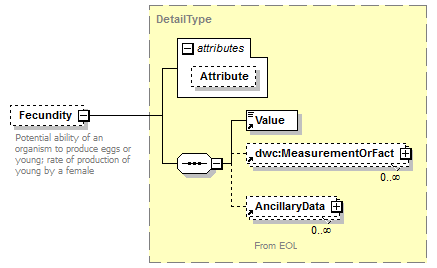 DetailType
attributes
Attribute
Fecundity
Potential ability of an
organism to produce eggs or
young; rate of production of
young by a female
Value
dwc:MeasurementOrFact
0..∞
AncillaryData
0..∞
From EOL